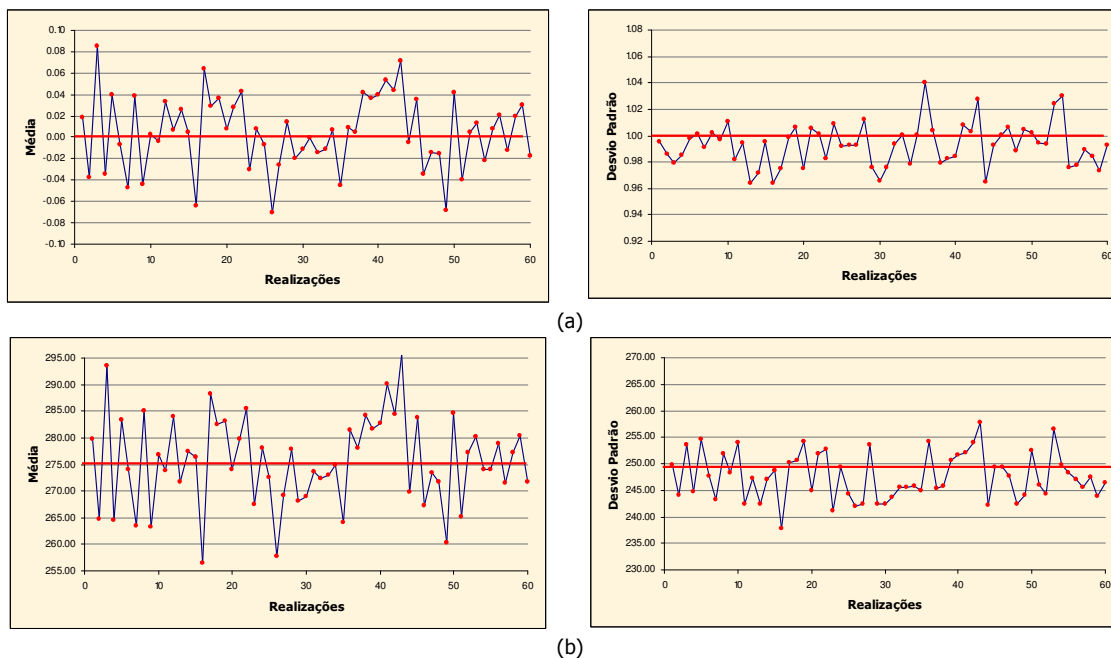 0.10
0.08
0.06
0.04
0.02
0.00
-0.02
-0.04
-0.06
-0.08
-0.10
Média
0 10 20 30 40 50 60
Realizações
1.08
1.06
1.04
1.02
1.00
0.98
0.96
0.94
0.92
Desvio Padrão
0 10 20 30 40 50 60
Realizações
(a)
295.00
290.00
285.00
280.00
275.00
270.00
265.00
260.00
255.00
Média
0 10 20 30 40 50 60
Realizações
270.00
265.00
260.00
255.00
250.00
245.00
240.00
235.00
230.00
Desvio Padrão
0 10 20 30 40 50 60
Realizações
(b)